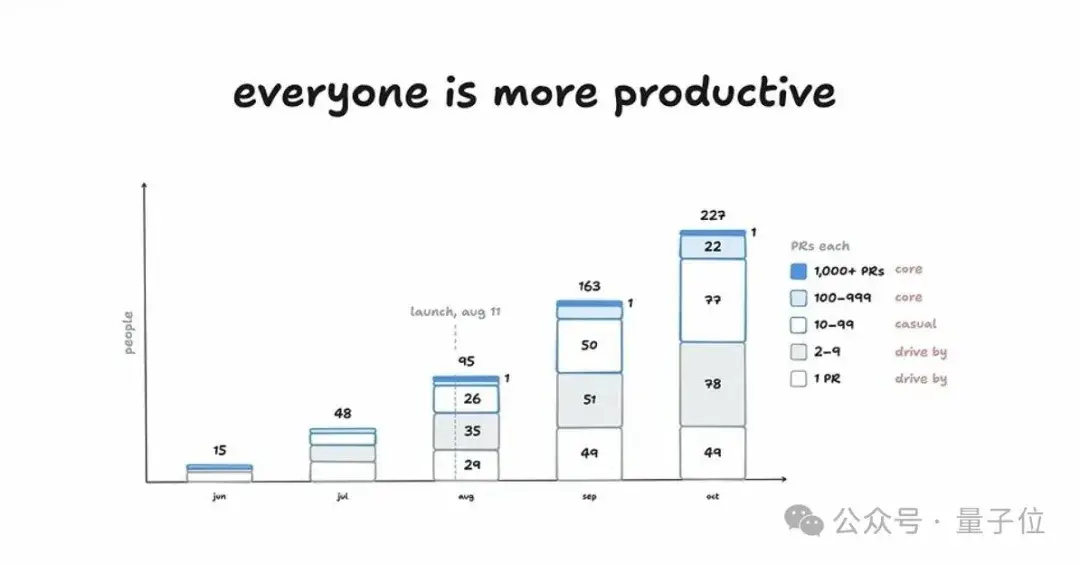 everyone is more productive
people
launch, aug 11
15
48
95
1
26
35
29
163
1
50
51
49
227
1
22
77
78
49
jun
jul
aug
sep
oct
PRs each
1,000+ PRs core
100-999 core
10-99 casual
2-9 drive by
1 PR drive by
公众号 · 量子位